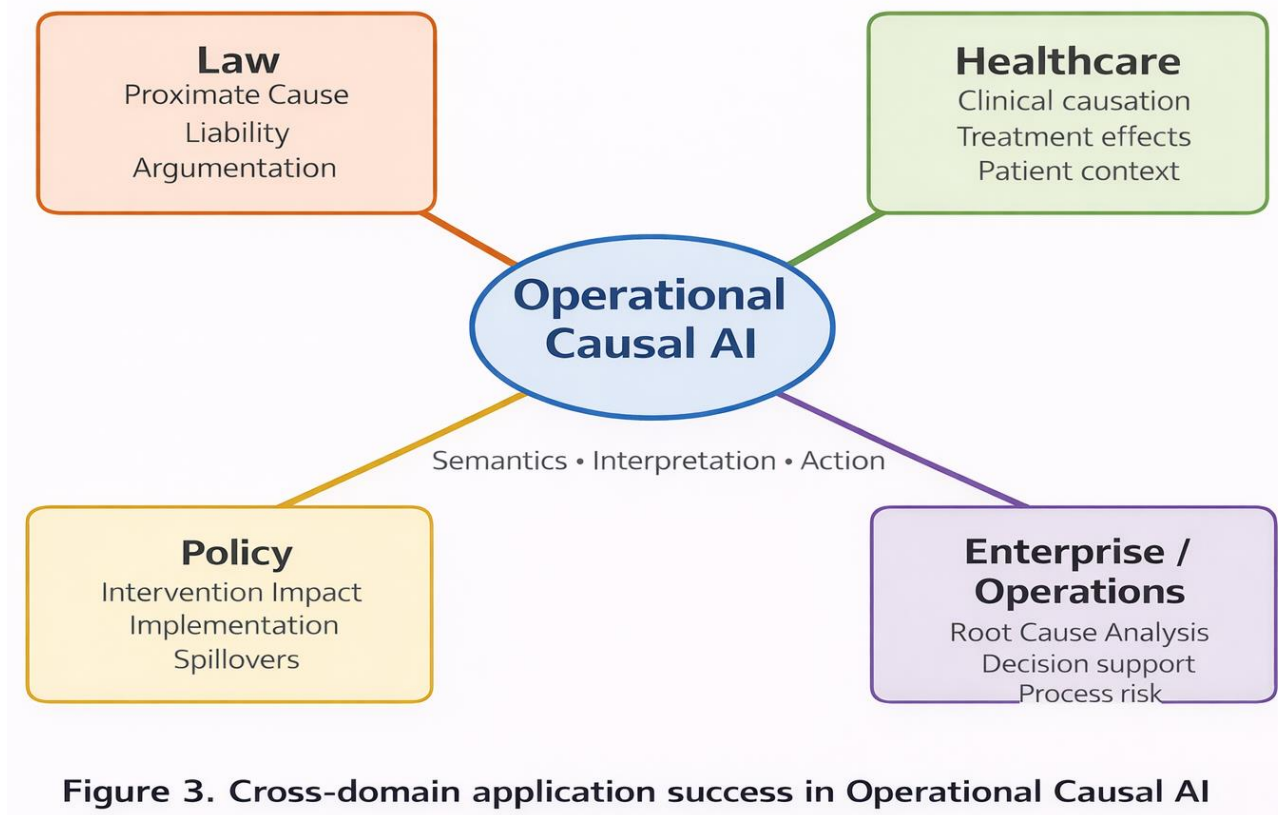 Law
Proximate Cause
Liability
Argumentation
Healthcare
Clinical causation
Treatment effects
Patient context
Operational
Causal AI
Semantics • Interpretation • Action
Policy
Intervention Impact
Implementation
Spillovers
Enterprise /
Operations
Root Cause Analysis
Decision support
Process risk
Figure 3. Cross-domain application success in Operational Causal AI